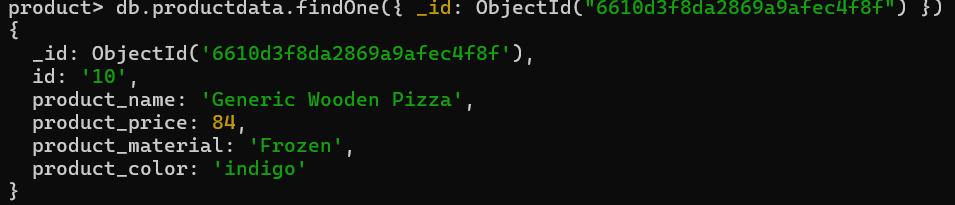 product> db.productdata.findOne({ _id: ObjectId("6610d3f8da2869a9afec4f8f") })
{
  _id: ObjectId('6610d3f8da2869a9afec4f8f'),
  id: '10',
  product_name: 'Generic Wooden Pizza',
  product_price: 84,
  product_material: 'Frozen',
  product_color: 'indigo'
}